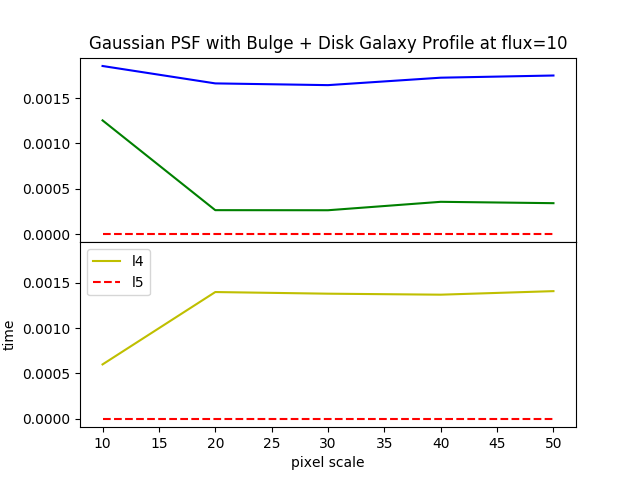 Gaussian PSF with Bulge + Disk Galaxy Profile at flux=10
0.0015
0.0010
0.0005
0.0000
l4
l5
0.0015
0.0010
0.0005
0.0000
time
10 15 20 25 30 35 40 45 50
pixel scale